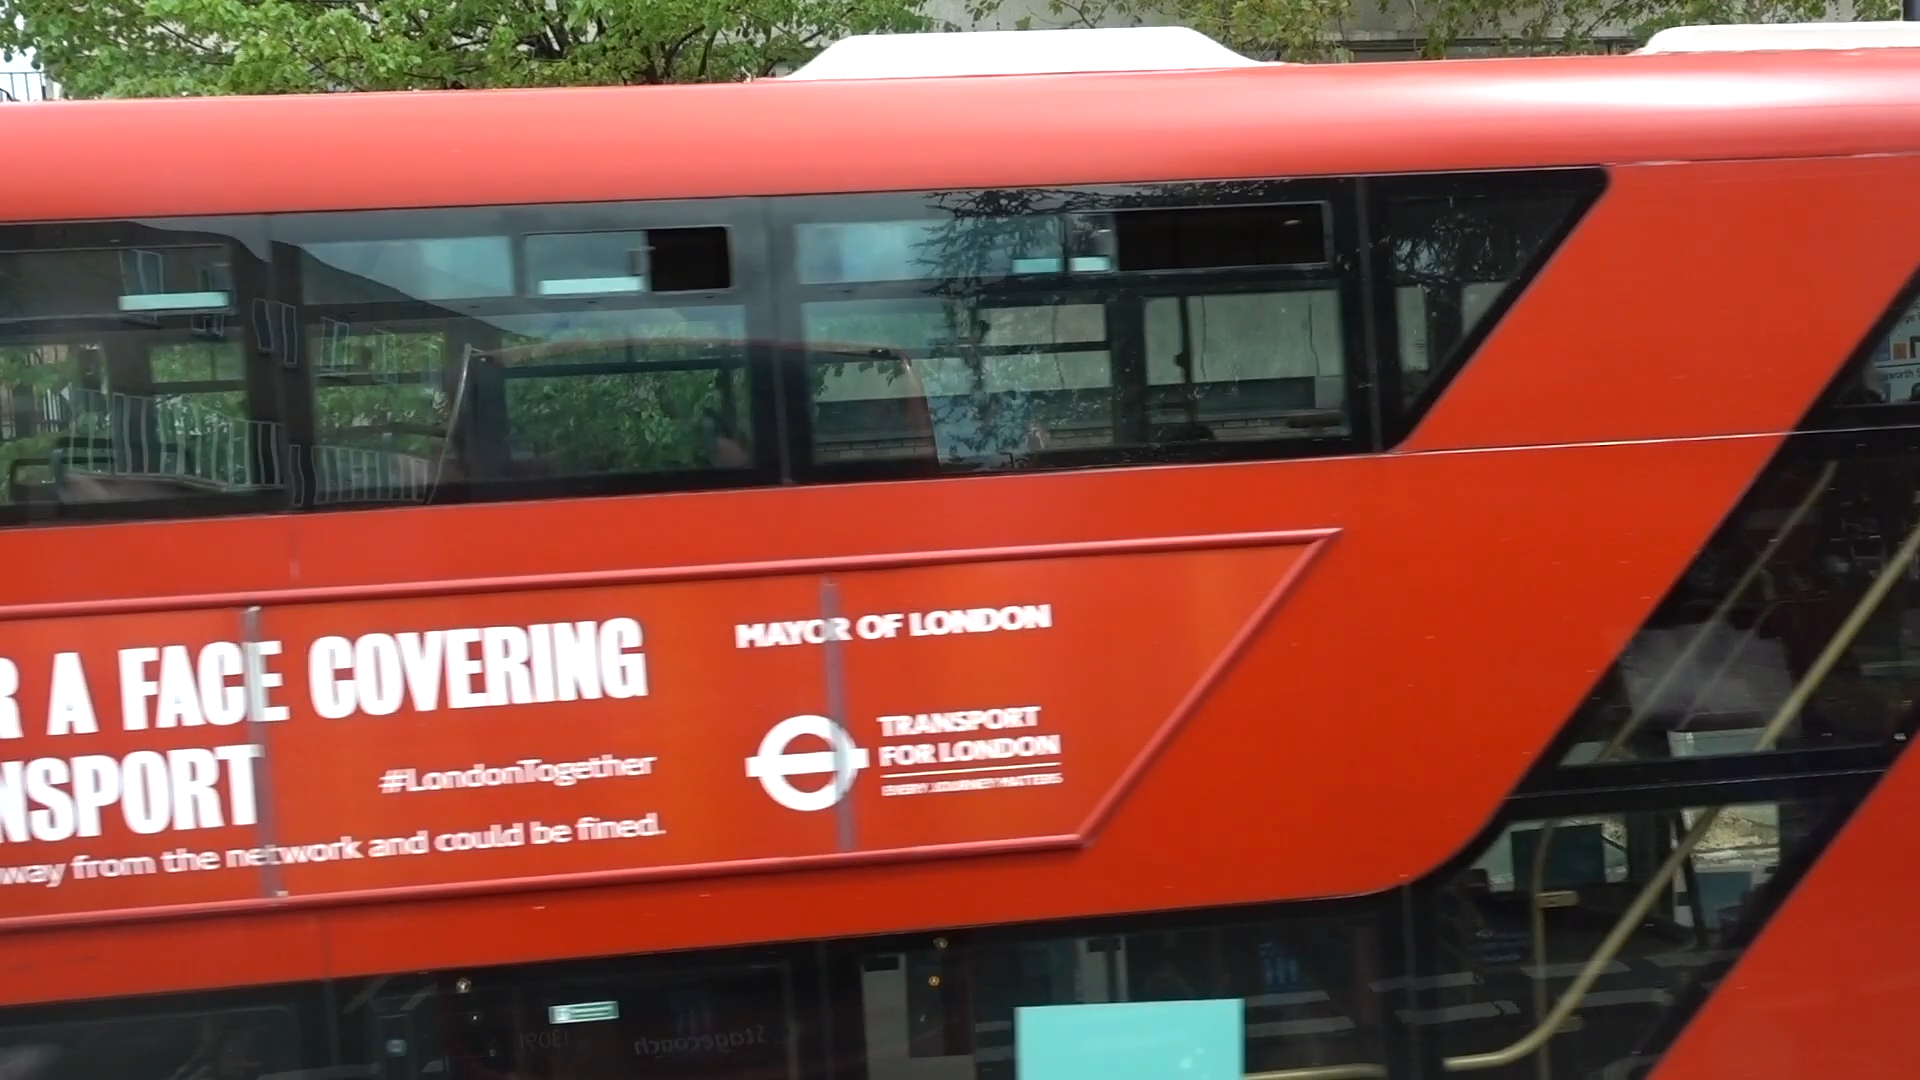 R A FACE COVERING
NSPORT
#LondonTogether
way from the network and could be fined.
MAYOR OF LONDON
TRANSPORT
FOR LONDON
EVERY JOURNEY MATTERS
Stagecoach